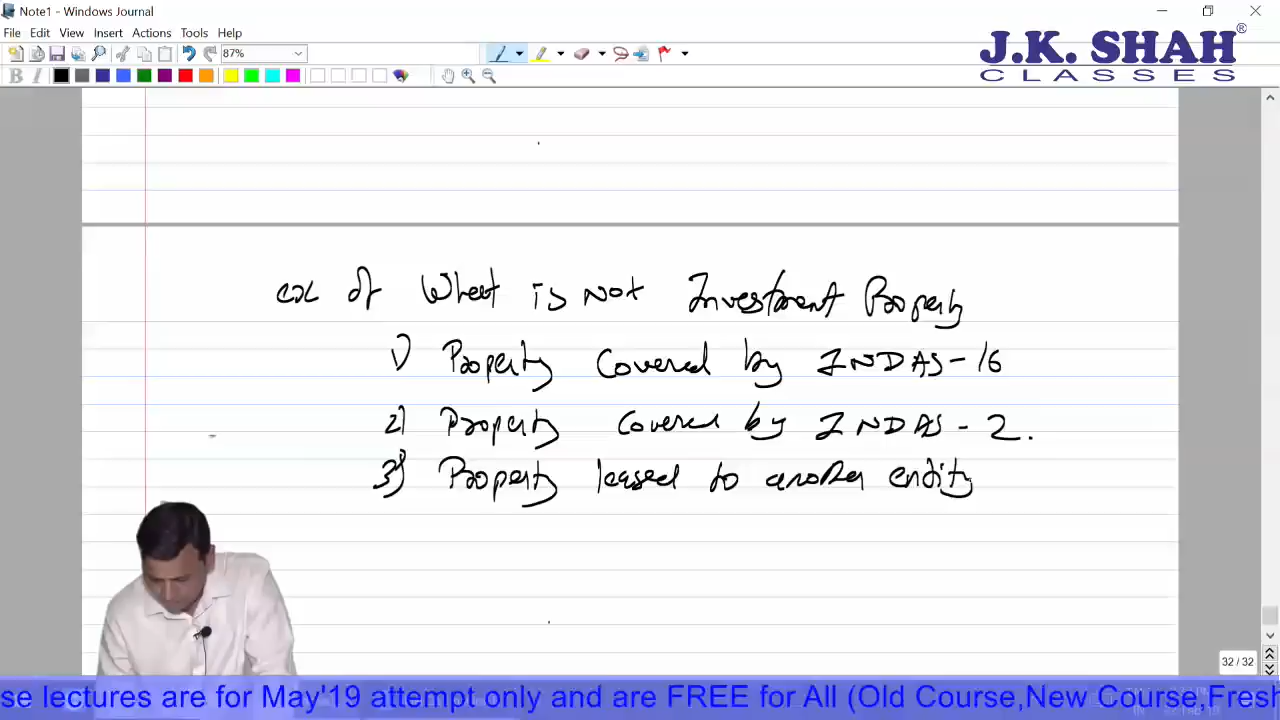 Note1 - Windows Journal
File Edit View Insert Actions Tools Help
87%
B I
J.K. SHAH®
CLASSES
ex of What is Not Investment Property
1) Property Covered by INDAS-16
2) Property covered by INDAS-2.
3) Property leased to another entity
32 / 32
se lectures are for May'19 attempt only and are FREE for All (Old Course,New Course,Fresh